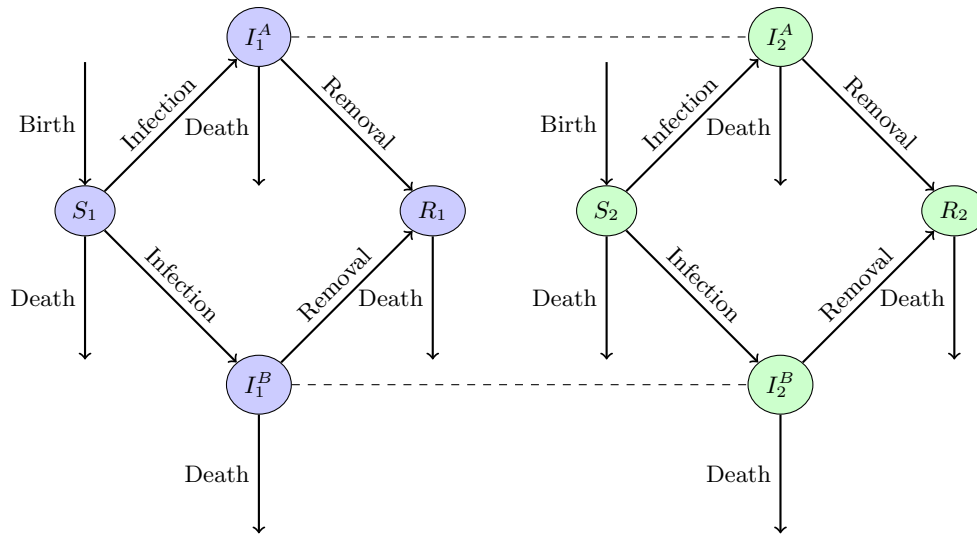 $I_1^A$
$I_2^A$
Birth
Infection
Death
Removal
Birth
Infection
Death
Removal
$S_1$
$R_1$
$S_2$
$R_2$
Death
Infection
Removal
Death
Death
Infection
Removal
Death
$I_1^B$
$I_2^B$
Death
Death